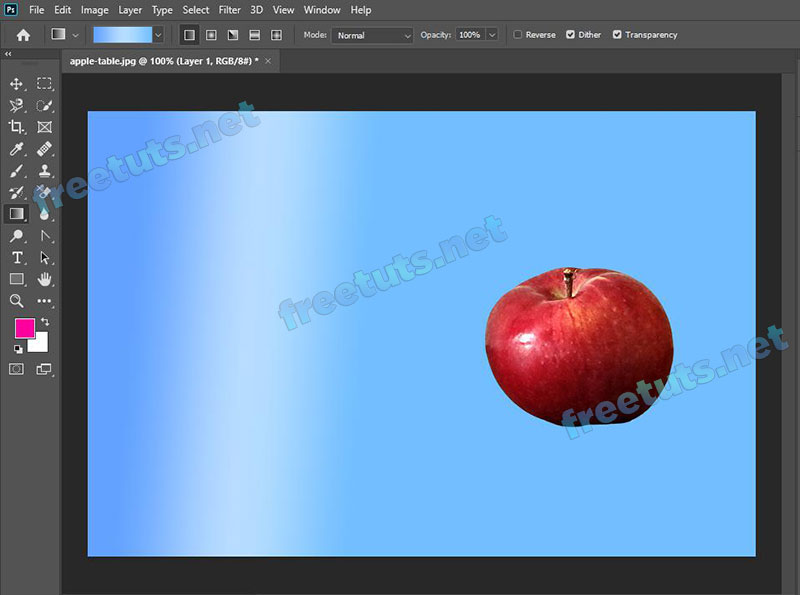 Ps File Edit Image Layer Type Select Filter 3D View Window Help
Mode: Normal Opacity: 100% Reverse Dither Transparency
apple-table.jpg @ 100% (Layer 1, RGB/8#) * ×
freetuts.net
freetuts.net
freetuts.net
T